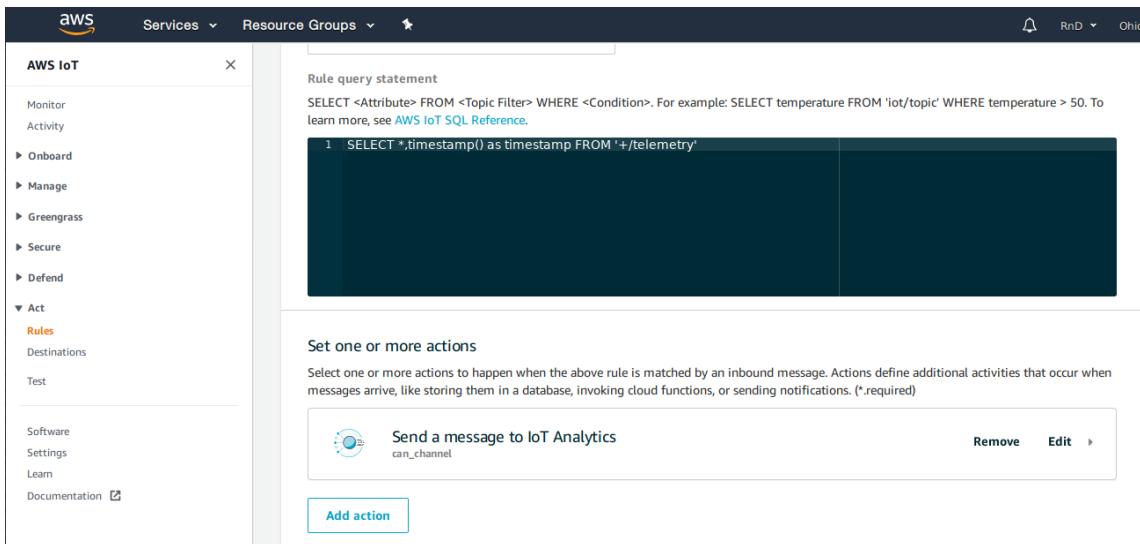 aws
Services
Resource Groups
RnD
Ohio
AWS IoT
Monitor
Activity
Onboard
Manage
Greengrass
Secure
Defend
Act
Rules
Destinations
Test
Software
Settings
Learn
Documentation
Rule query statement
SELECT <Attribute> FROM <Topic Filter> WHERE <Condition>. For example: SELECT temperature FROM 'iot/topic' WHERE temperature > 50. To
learn more, see AWS IoT SQL Reference.
1 SELECT *,timestamp() as timestamp FROM '+/telemetry'
Set one or more actions
Select one or more actions to happen when the above rule is matched by an inbound message. Actions define additional activities that occur when
messages arrive, like storing them in a database, invoking cloud functions, or sending notifications. (*.required)
Send a message to IoT Analytics
can_channel
Remove
Edit
Add action